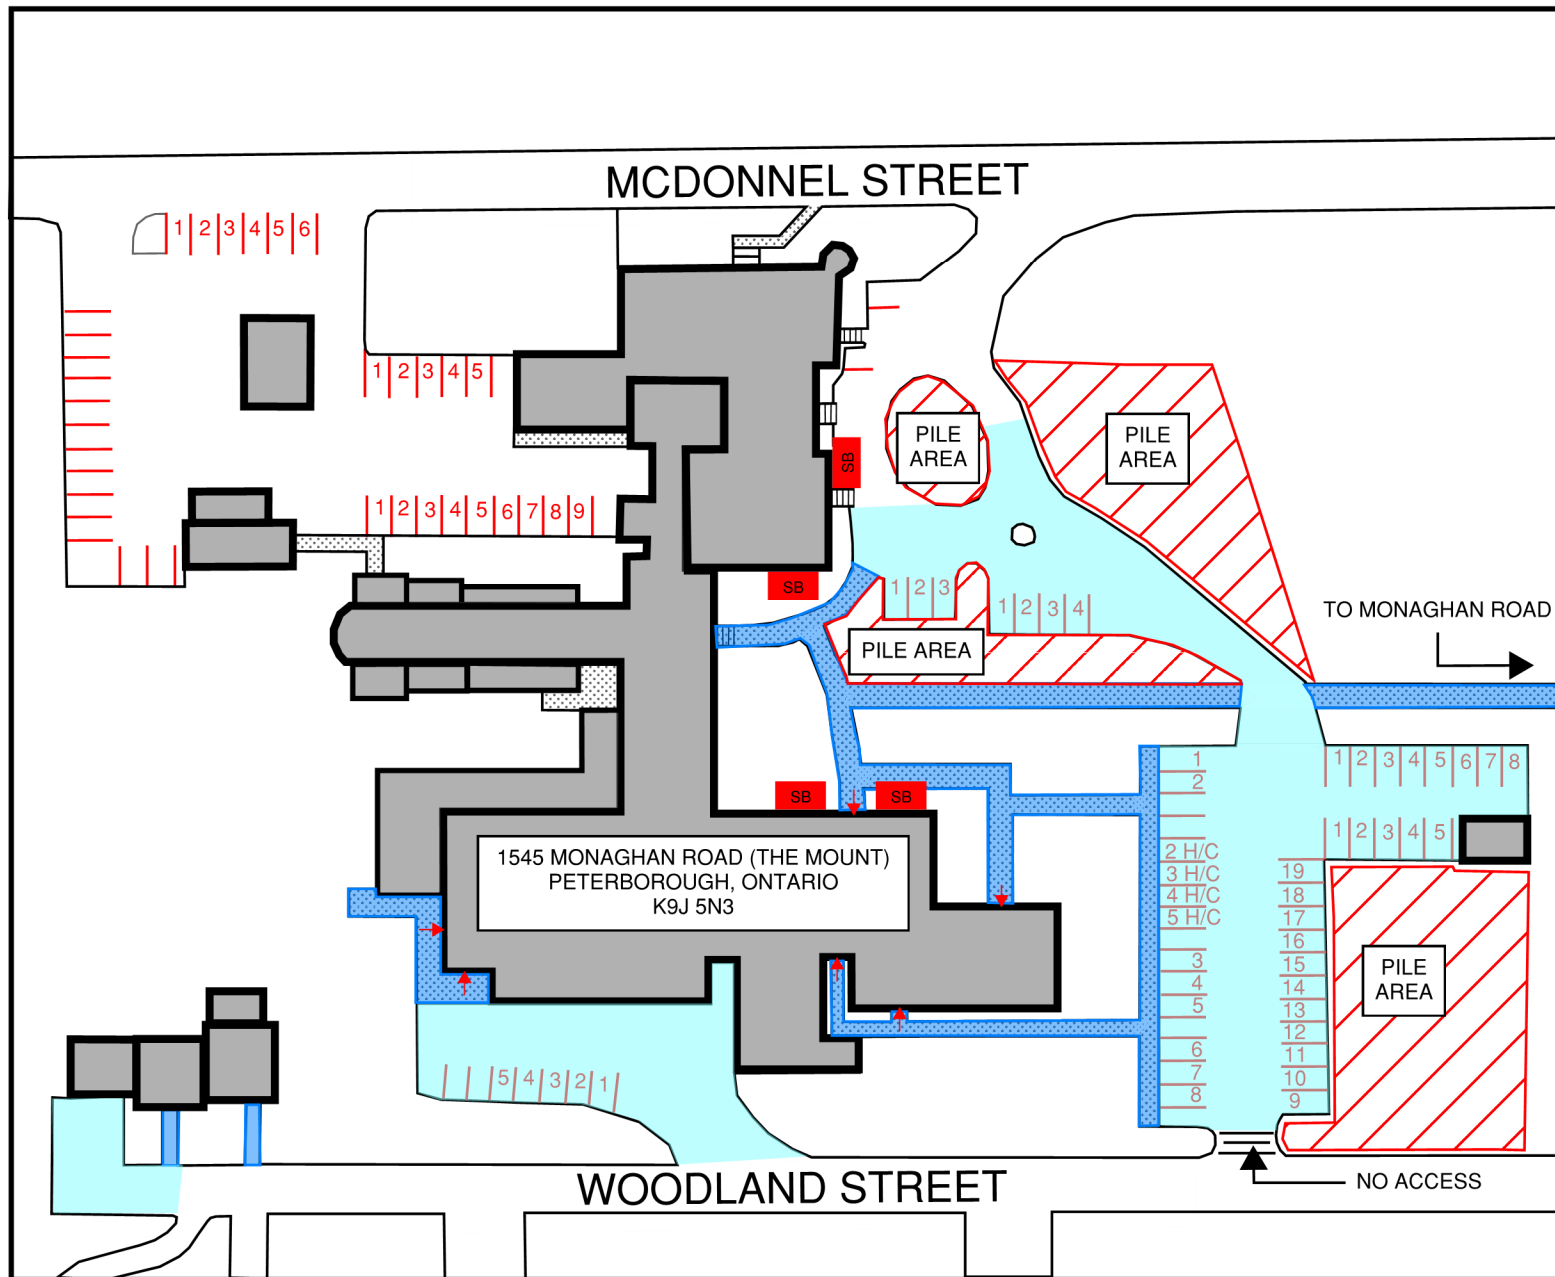 MCDONNEL STREET
1 2 3 4 5 6
1 2 3 4 5
PILE
AREA
PILE
AREA
SB
1 2 3 4 5 6 7 8 9
SB
1 2 3
1 2 3 4
TO MONAGHAN ROAD
PILE AREA
1 2 3 4 5 6 7 8
1
2
SB
SB
1 2 3 4 5
1545 MONAGHAN ROAD (THE MOUNT)
PETERBOROUGH, ONTARIO
K9J 5N3
2 H/C
3 H/C
4 H/C
5 H/C
3
4
5
6
7
8
19
18
17
16
15
14
13
12
11
10
9
PILE
AREA
5 4 3 2 1
NO ACCESS
WOODLAND STREET